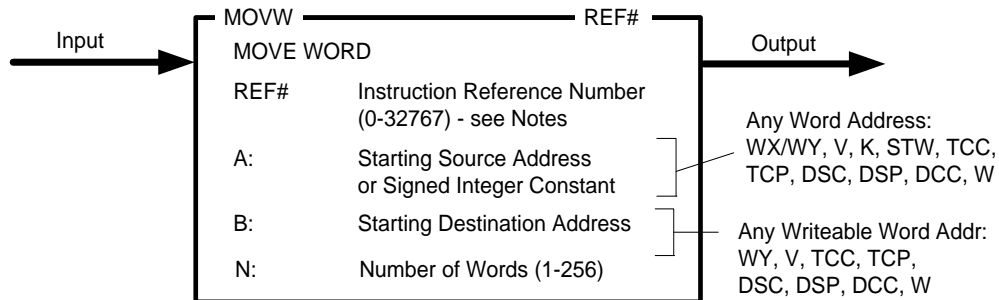 MOVW REF#
Input
Output
MOVE WORD
REF# Instruction Reference Number
(0-32767) - see Notes
A: Starting Source Address
or Signed Integer Constant
B: Starting Destination Address
N: Number of Words (1-256)
Any Word Address:
WX/WY, V, K, STW, TCC,
TCP, DSC, DSP, DCC, W
Any Writeable Word Addr:
WY, V, TCC, TCP,
DSC, DSP, DCC, W